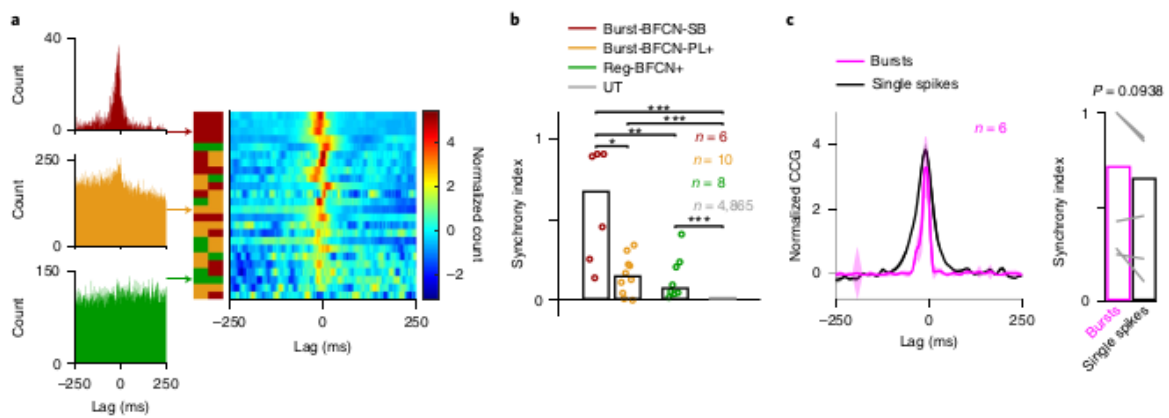 a
40
Count
0
250
Count
0
150
Count
0
−250 0 250
Lag (ms)
4
2
0
−2
Normalized count
−250 0 250
Lag (ms)
b
Burst-BFCN-SB
Burst-BFCN-PL+
Reg-BFCN+
UT
***
***
**
*
***
n = 6
n = 10
n = 8
n = 4,865
1
0
Synchrony index
c
Bursts
Single spikes
n = 6
4
2
0
Normalized CCG
−250 0 250
Lag (ms)
P = 0.0938
1
0
Synchrony index
Bursts
Single spikes